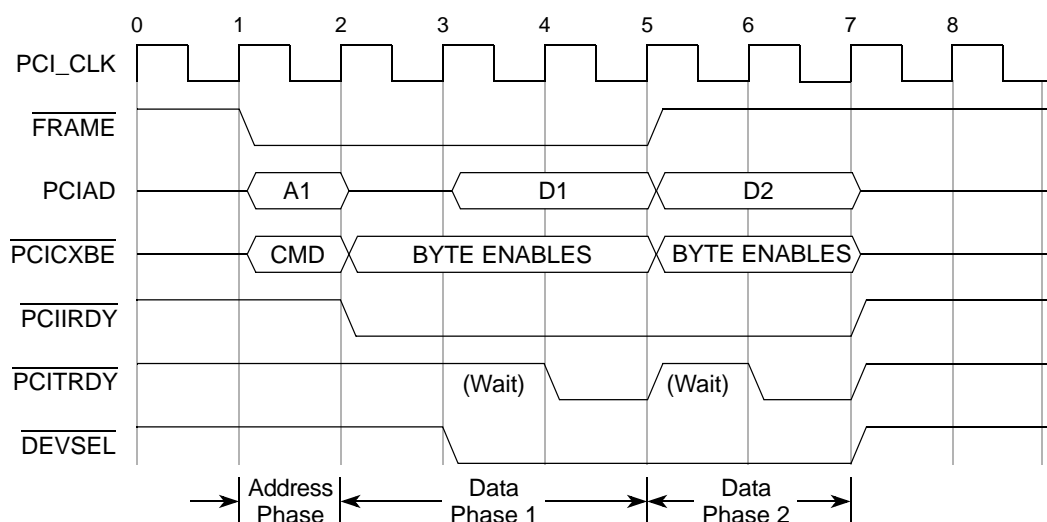 0 1 2 3 4 5 6 7 8
PCI_CLK
FRAME
PCIAD A1 D1 D2
PCICXBE CMD BYTE ENABLES BYTE ENABLES
PCIIRDY
PCITRDY (Wait) (Wait)
DEVSEL
Address Data Data
Phase Phase 1 Phase 2